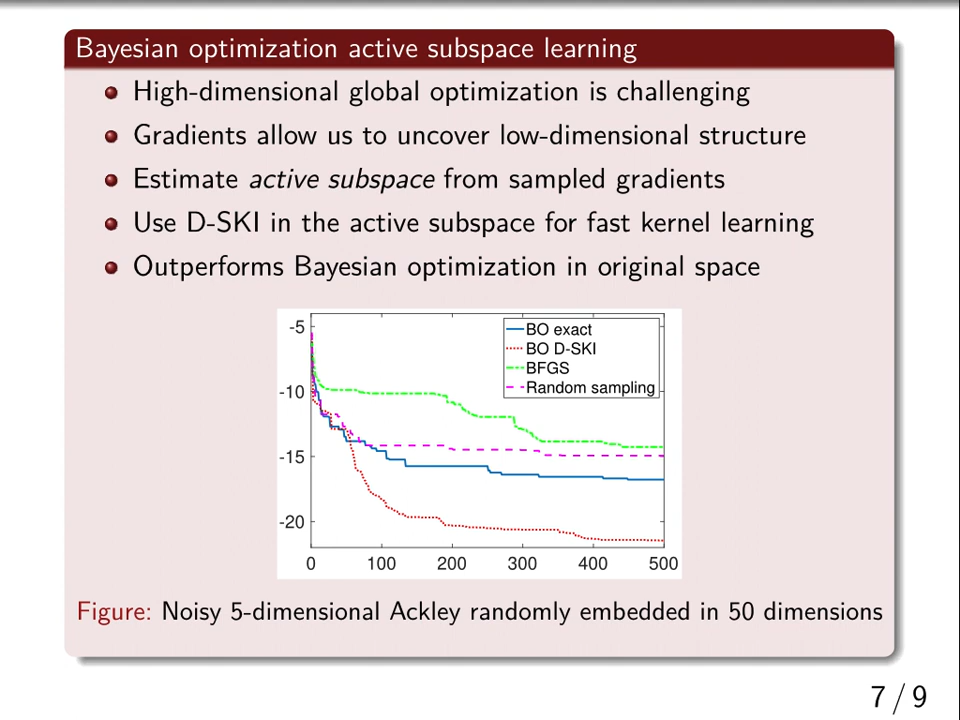 Bayesian optimization active subspace learning
High-dimensional global optimization is challenging
Gradients allow us to uncover low-dimensional structure
Estimate active subspace from sampled gradients
Use D-SKI in the active subspace for fast kernel learning
Outperforms Bayesian optimization in original space
-5
-10
-15
-20
BO exact
BO D-SKI
BFGS
Random sampling
0 100 200 300 400 500
Figure: Noisy 5-dimensional Ackley randomly embedded in 50 dimensions
7 / 9